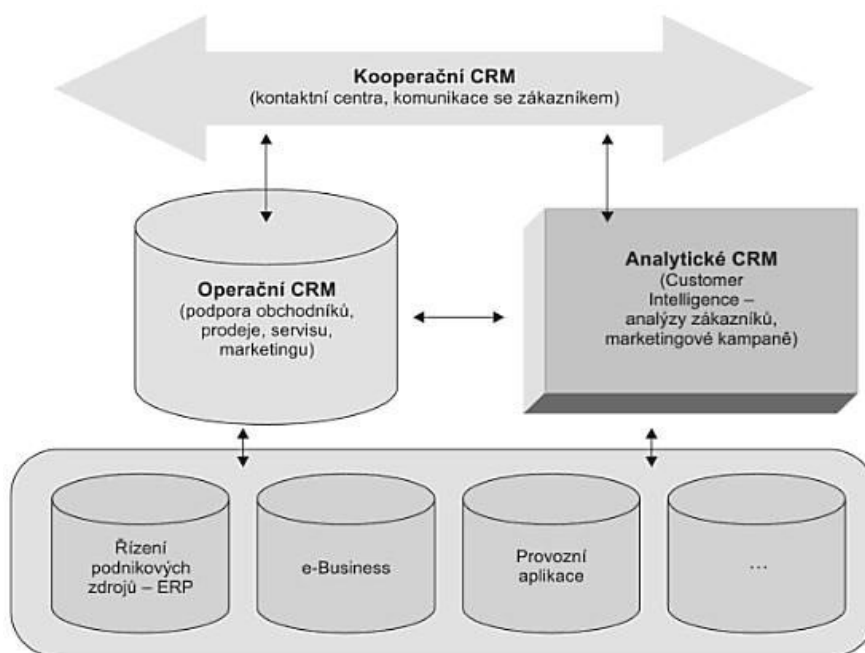 Kooperační CRM
(kontaktní centra, komunikace se zákazníkem)
Operační CRM
(podpora obchodníků,
prodeje, servisu,
marketingu)
Analytické CRM
(Customer
Intelligence –
analýzy zákazníků,
marketingové kampaně)
Řízení
podnikových
zdrojů – ERP
e-Business
Provozní
aplikace
...